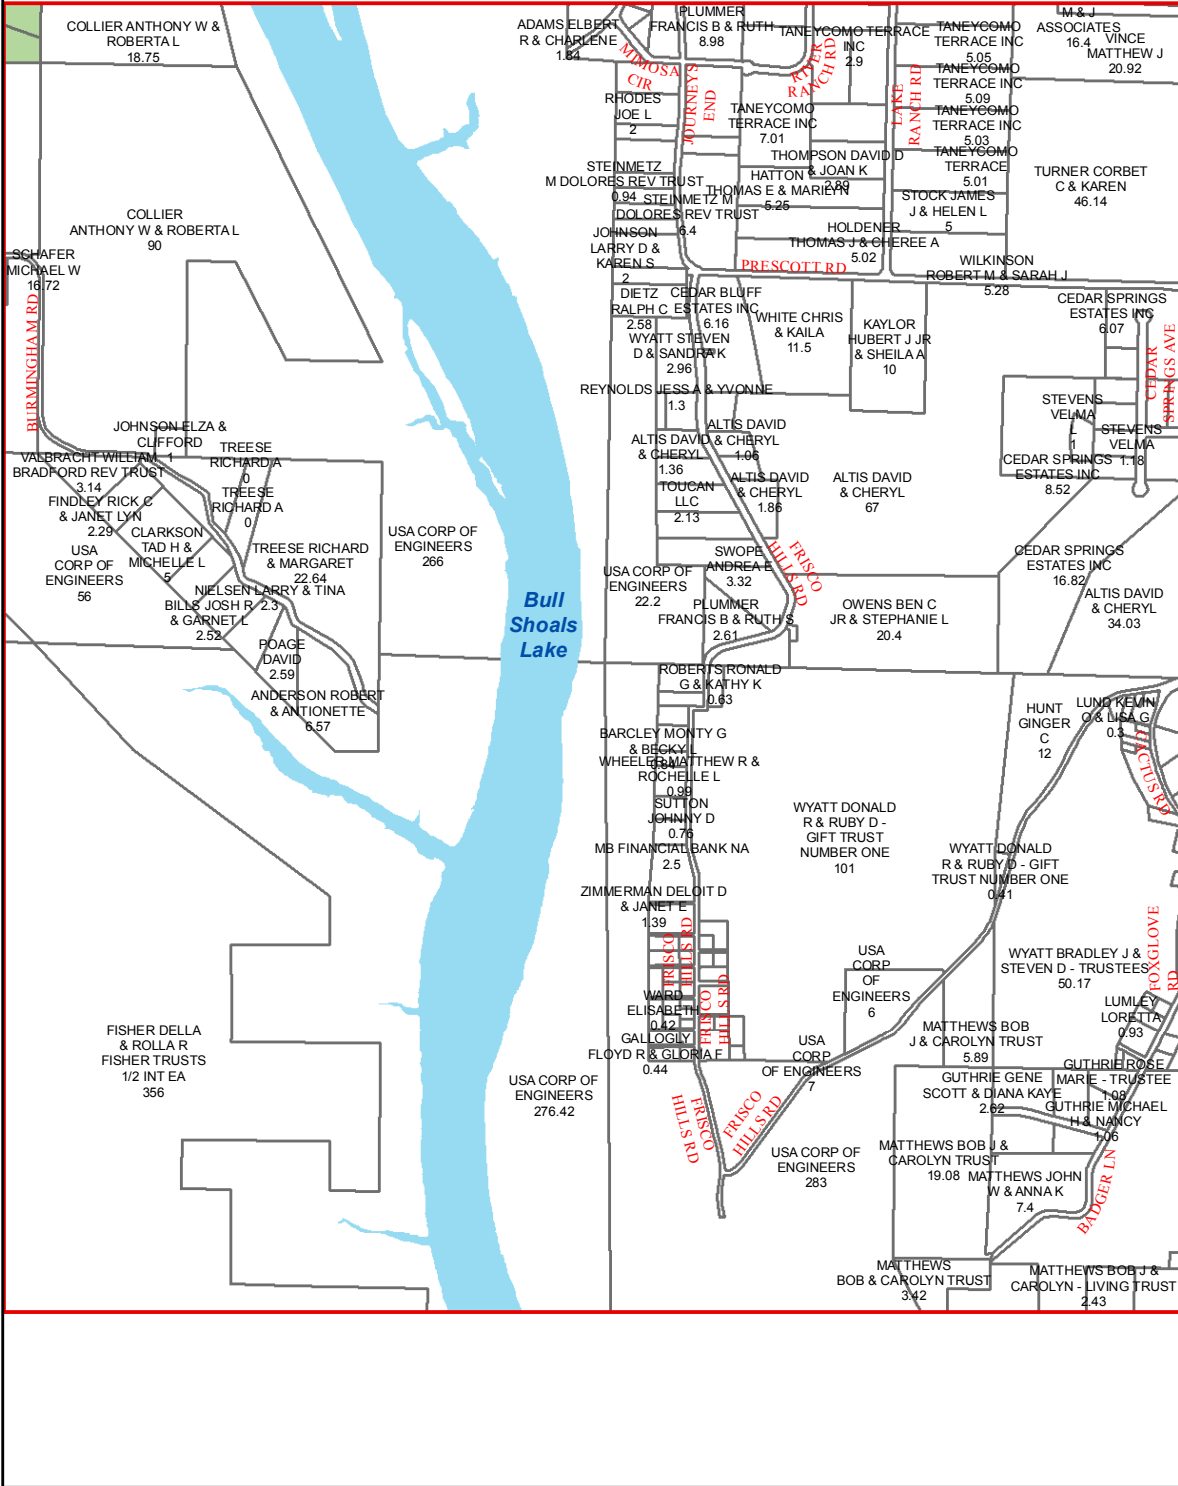 COLLIER ANTHONY W &
ROBERTA L
18.75
ADAMS ELBERT
R & CHARLENE
1.84
PLUMMER
FRANCIS B & RUTH
8.98
TANEYCOMO TERRACE
INC
2.9
TANEYCOMO
TERRACE INC
5.05
M & J
ASSOCIATES
16.4
VINCE
MATTHEW J
20.92
MIMOSA
CIR
RIVER
RANCH RD
LAKE
RANCH RD
JOURNEYS
END
TANEYCOMO
TERRACE INC
5.09
RHODES
JOE L
2
TANEYCOMO
TERRACE INC
7.01
TANEYCOMO
TERRACE INC
5.03
TANEYCOMO
TERRACE
5.01
THOMPSON DAVID D
& JOAN K
2.89
STEINMETZ
M DOLORES REV TRUST
0.94
HATTON
THOMAS E & MARILYN
5.25
TURNER CORBET
C & KAREN
46.14
STEINMETZ M
DOLORES REV TRUST
6.4
STOCK JAMES
J & HELEN L
5
COLLIER
ANTHONY W & ROBERTA L
90
HOLDENER
THOMAS J & CHEREE A
5.02
JOHNSON
LARRY D &
KAREN S
2
SCHAFER
MICHAEL W
16.72
PRESCOTT RD
WILKINSON
ROBERT M & SARAH J
5.28
DIETZ
RALPH C
2.58
CEDAR BLUFF
ESTATES INC
6.16
WHITE CHRIS
& KAILA
11.5
KAYLOR
HUBERT J JR
& SHEILA A
10
CEDAR SPRINGS
ESTATES INC
6.07
BURMINGHAM RD
WYATT STEVEN
D & SANDRA K
2.96
CEDAR
SPRINGS AVE
REYNOLDS JESS A & YVONNE
1.3
STEVENS
VELMA
L
1
STEVENS
VELMA
1.18
JOHNSON ELZA &
CLIFFORD
1
ALTIS DAVID
& CHERYL
1.06
ALTIS DAVID
& CHERYL
1.36
TREESE
RICHARD A
0
VALBRACHT WILLIAM
BRADFORD REV TRUST
3.14
CEDAR SPRINGS
ESTATES INC
8.52
ALTIS DAVID
& CHERYL
1.86
ALTIS DAVID
& CHERYL
67
TOUCAN
LLC
2.13
TREESE
RICHARD A
0
FINDLEY RICK C
& JANET LYN
2.29
CLARKSON
TAD H &
MICHELLE L
5
USA CORP OF
ENGINEERS
266
USA
CORP OF
ENGINEERS
56
TREESE RICHARD
& MARGARET
22.64
SWOPE
ANDREA E
3.32
FRISCO
HILLS RD
CEDAR SPRINGS
ESTATES INC
16.82
USA CORP OF
ENGINEERS
22.2
NIELSEN LARRY & TINA
2.3
Bull
Shoals
Lake
ALTIS DAVID
& CHERYL
34.03
BILLS JOSH R
& GARNET L
2.52
PLUMMER
FRANCIS B & RUTH S
2.61
OWENS BEN C
JR & STEPHANIE L
20.4
POAGE
DAVID
2.59
ROBERTS RONALD
G & KATHY K
0.63
ANDERSON ROBERT
& ANTIONETTE
6.57
HUNT
GINGER
C
12
LUND KEVIN
O & LISA G
0.3
CACTUS RD
BARCLEY MONTY G
& BECKY L
0.84
WHEELER MATTHEW R &
ROCHELLE L
0.99
SUTTON
JOHNNY D
0.76
WYATT DONALD
R & RUBY D -
GIFT TRUST
NUMBER ONE
101
MB FINANCIAL BANK NA
2.5
WYATT DONALD
R & RUBY D - GIFT
TRUST NUMBER ONE
0.41
ZIMMERMAN DELOIT D
& JANET E
1.39
FRISCO
HILLS RD
FOXGLOVE
RD
USA
CORP
OF
ENGINEERS
6
WYATT BRADLEY J &
STEVEN D - TRUSTEES
50.17
WARD
ELISABETH
0.42
FRISCO
HILLS RD
LUMLEY
LORETTA
0.93
FISHER DELLA
& ROLLA R
FISHER TRUSTS
1/2 INT EA
356
GALLOGLY
FLOYD R & GLORIA F
0.44
USA
CORP
OF ENGINEERS
7
MATTHEWS BOB
J & CAROLYN TRUST
5.89
USA CORP OF
ENGINEERS
276.42
GUTHRIE ROSE
MARIE - TRUSTEE
1.08
GUTHRIE GENE
SCOTT & DIANA KAYE
2.62
GUTHRIE MICHAEL
H & NANCY
1.06
FRISCO
HILLS RD
FRISCO
HILLS RD
USA CORP OF
ENGINEERS
283
MATTHEWS BOB J &
CAROLYN TRUST
19.08
MATTHEWS JOHN
W & ANNA K
7.4
BADGER LN
MATTHEWS
BOB & CAROLYN TRUST
3.42
MATTHEWS BOB J &
CAROLYN - LIVING TRUST
2.43